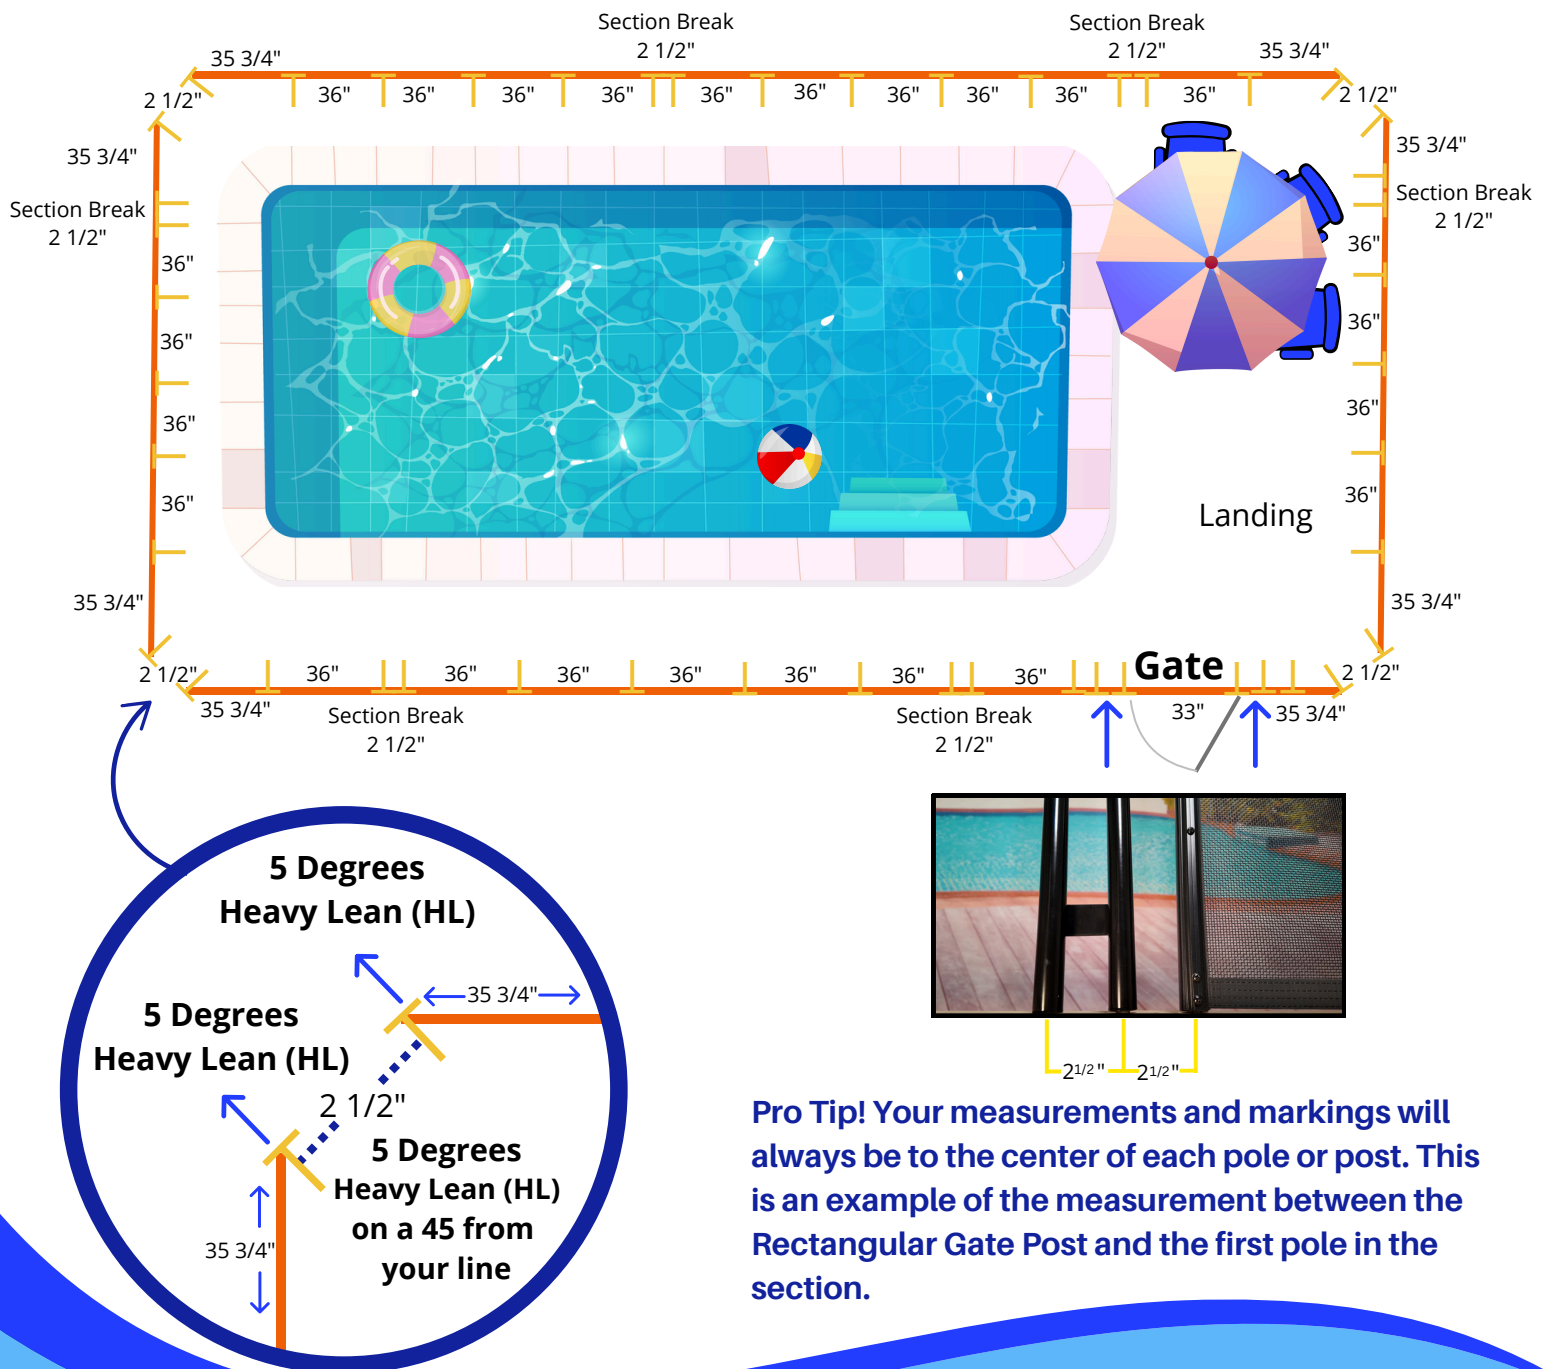 Section Break
2 1/2"
Section Break
2 1/2"
35 3/4"
35 3/4"
36"
36"
36"
36"
36"
36"
36"
36"
36"
36"
2 1/2"
2 1/2"
35 3/4"
35 3/4"
Section Break
2 1/2"
Section Break
2 1/2"
36"
36"
36"
36"
36"
36"
36"
36"
Landing
35 3/4"
35 3/4"
2 1/2"
36"
36"
36"
36"
36"
36"
Gate
2 1/2"
35 3/4"
Section Break
2 1/2"
Section Break
2 1/2"
33"
35 3/4"
5 Degrees
Heavy Lean (HL)
35 3/4"
5 Degrees
Heavy Lean (HL)
2 1/2"
5 Degrees
Heavy Lean (HL)
on a 45 from
your line
35 3/4"
2 1/2"
2 1/2"
Pro Tip! Your measurements and markings will
always be to the center of each pole or post. This
is an example of the measurement between the
Rectangular Gate Post and the first pole in the
section.